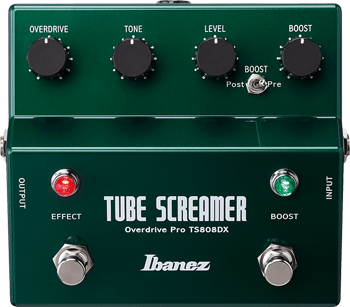 OVERDRIVE TONE LEVEL BOOST
BOOST
Post Pre
OUTPUT
INPUT
EFFECT
TUBE SCREAMER
BOOST
Overdrive Pro TS808DX
Ibanez